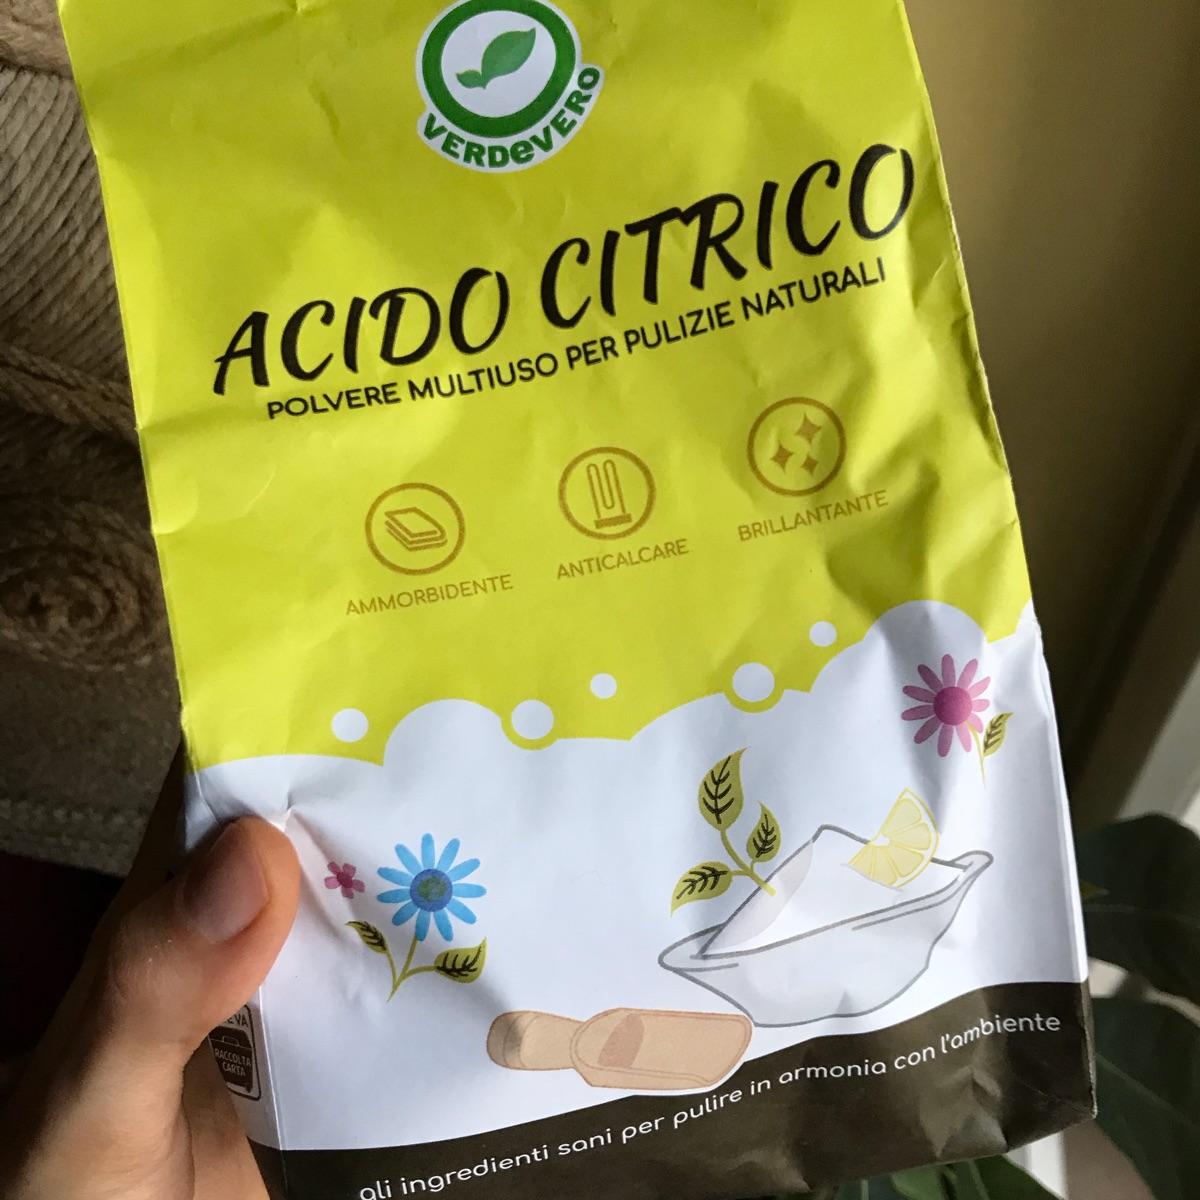 VERDeVERO
ACIDO CITRICO
POLVERE MULTIUSO PER PULIZIE NATURALI
AMMORBIDENTE
ANTICALCARE
BRILLANTANTE
RACCOLTA
CARTA
gli ingredienti sani per pulire in armonia con l'ambiente